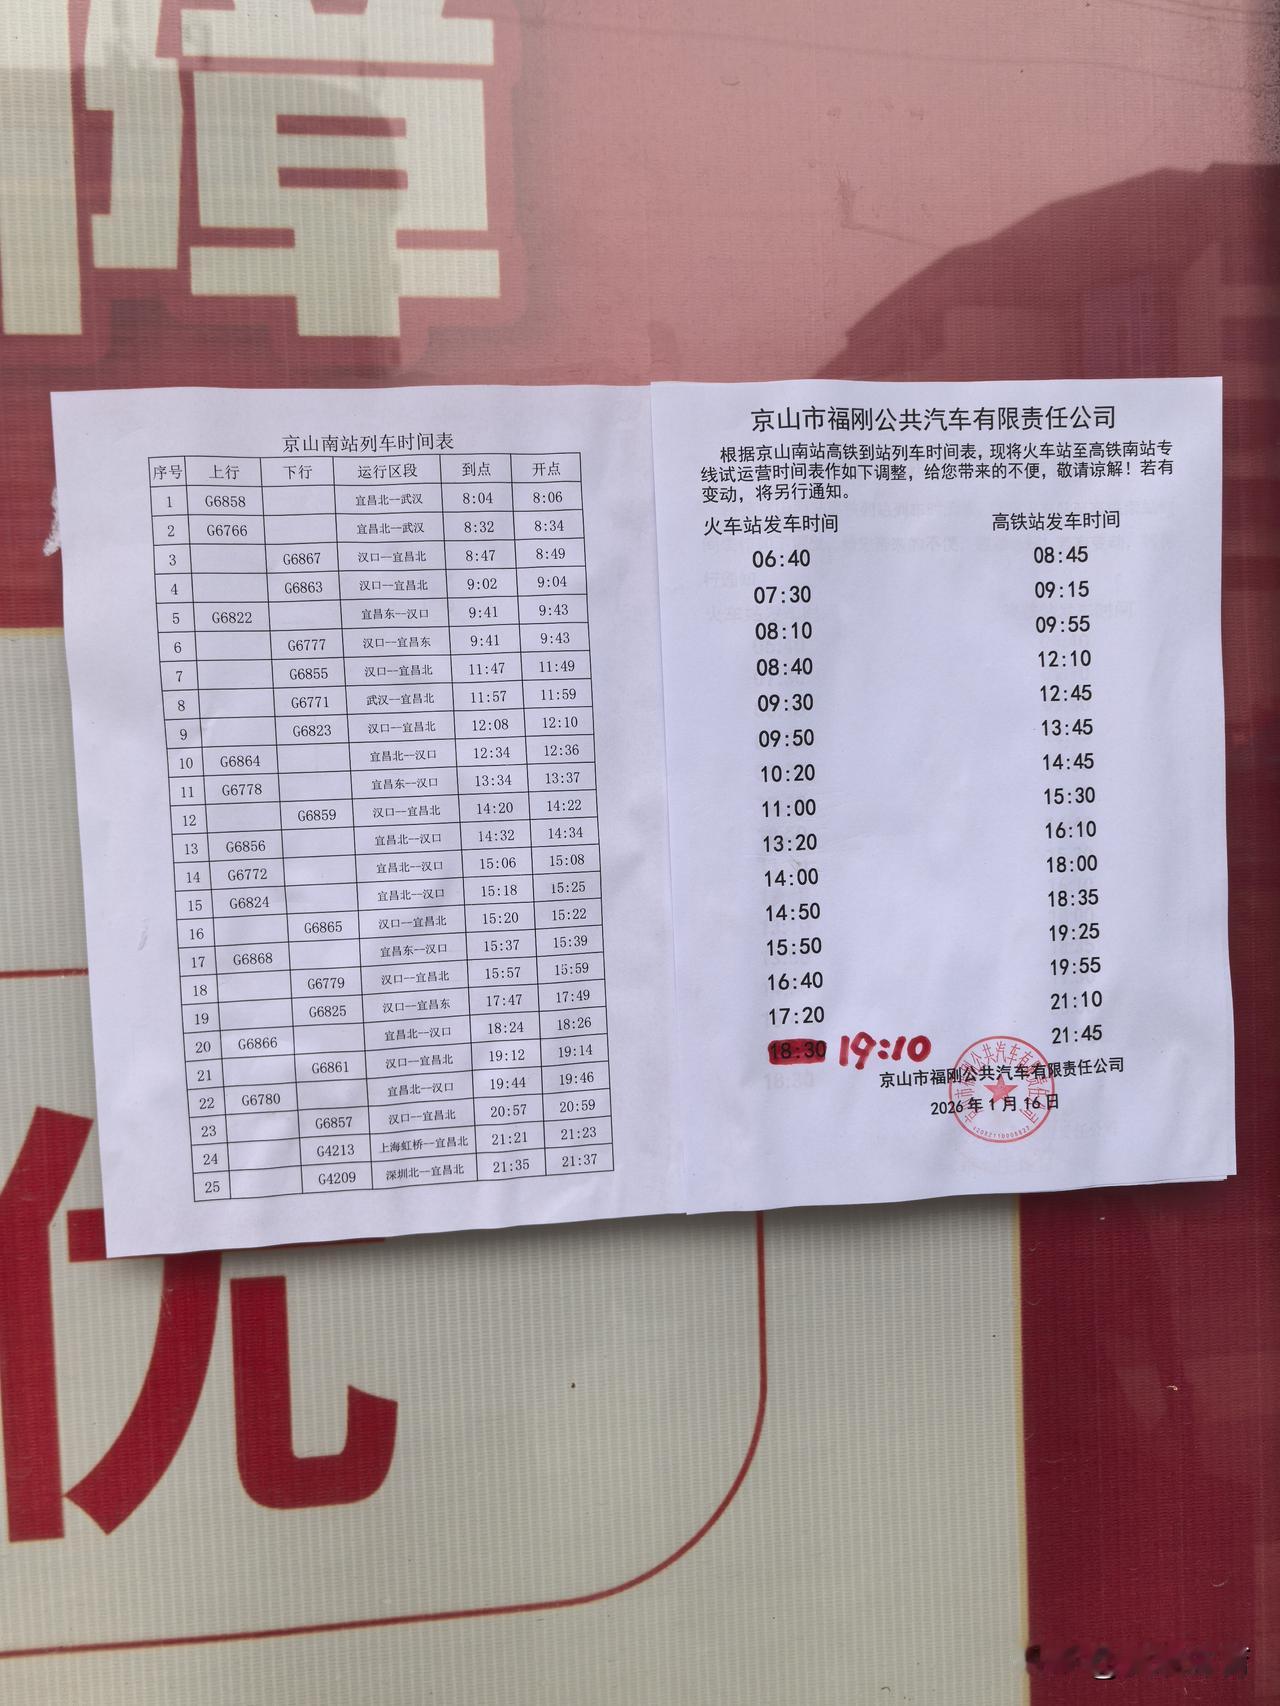 障
京山南站列车时间表
序号 上行 下行 运行区段 到点 开点
1 G6858 宜昌北--武汉 8:04 8:06
2 G6766 宜昌北--武汉 8:32 8:34
3 G6867 汉口--宜昌北 8:47 8:49
4 G6863 汉口--宜昌北 9:02 9:04
5 G6822 宜昌东--汉口 9:41 9:43
6 G6777 汉口--宜昌东 9:41 9:43
7 G6855 汉口--宜昌北 11:47 11:49
8 G6771 武汉--宜昌北 11:57 11:59
9 G6823 汉口--宜昌北 12:08 12:10
10 G6864 宜昌北--汉口 12:34 12:36
11 G6778 宜昌东--汉口 13:34 13:37
12 G6859 汉口--宜昌北 14:20 14:22
13 G6856 宜昌北--汉口 14:32 14:34
14 G6772 宜昌北--汉口 15:06 15:08
15 G6824 宜昌北--汉口 15:18 15:25
16 G6865 汉口--宜昌北 15:20 15:22
17 G6868 宜昌东--汉口 15:37 15:39
18 G6779 汉口--宜昌北 15:57 15:59
19 G6825 汉口--宜昌东 17:47 17:49
20 G6866 宜昌北--汉口 18:24 18:26
21 G6861 汉口--宜昌北 19:12 19:14
22 G6780 宜昌北--汉口 19:44 19:46
23 G6857 汉口--宜昌北 20:57 20:59
24 G4213 上海虹桥--宜昌北 21:21 21:23
25 G4209 深圳北--宜昌北 21:35 21:37
京山市福刚公共汽车有限责任公司
根据京山南站高铁到站列车时间表，现将火车站至高铁南站专
线试运营时间表作如下调整，给您带来的不便，敬请谅解！若有
变动，将另行通知。
火车站发车时间 高铁站发车时间
06:40 08:45
07:30 09:15
08:10 09:55
08:40 12:10
09:30 12:45
09:50 13:45
10:20 14:45
11:00 15:30
13:20 16:10
14:00 18:00
14:50 18:35
15:50 19:25
16:40 19:55
17:20 21:10
18:30 19:10 21:45
京山市福刚公共汽车有限责任公司
2026 年 1 月 16 日
优